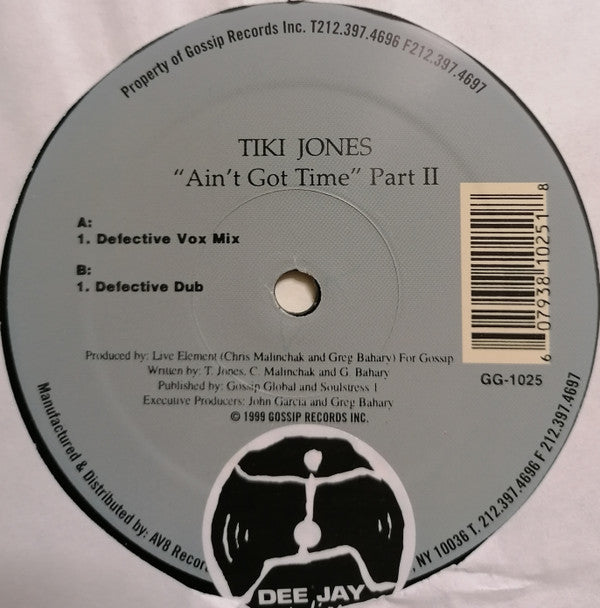 Property of Gossip Records Inc. T212.397.4696 F212.397.4697
TIKI JONES
“Ain't Got Time” Part II
A:
1. Defective Vox Mix
B:
1. Defective Dub
6 07938 10251 8
Produced by: Live Element (Chris Malinchak and Greg Bahary) For Gossip
Written by: T. Jones, C. Malinchak and G. Bahary
Published by: Gossip Global and Soulstress 1
Executive Producers: John Garcia and Greg Bahary
© 1999 GOSSIP RECORDS INC.
GG-1025
Manufactured & Distributed by: AV8 Recor
, NY 10036 T. 212.397.4696 F 212.397.4697
DEE JAY